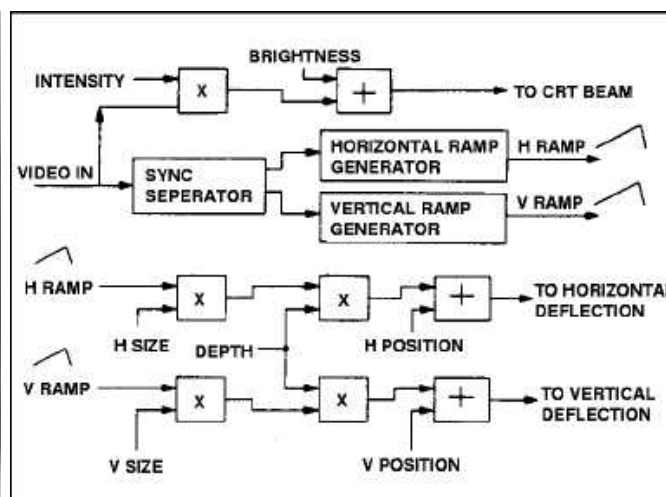 BRIGHTNESS
INTENSITY
X
+
TO CRT BEAM
VIDEO IN
SYNC
SEPERATOR
HORIZONTAL RAMP
GENERATOR
H RAMP
VERTICAL RAMP
GENERATOR
V RAMP
H RAMP
X
X
+
TO HORIZONTAL
DEFLECTION
H SIZE
DEPTH
H POSITION
V RAMP
X
X
+
TO VERTICAL
DEFLECTION
V SIZE
V POSITION